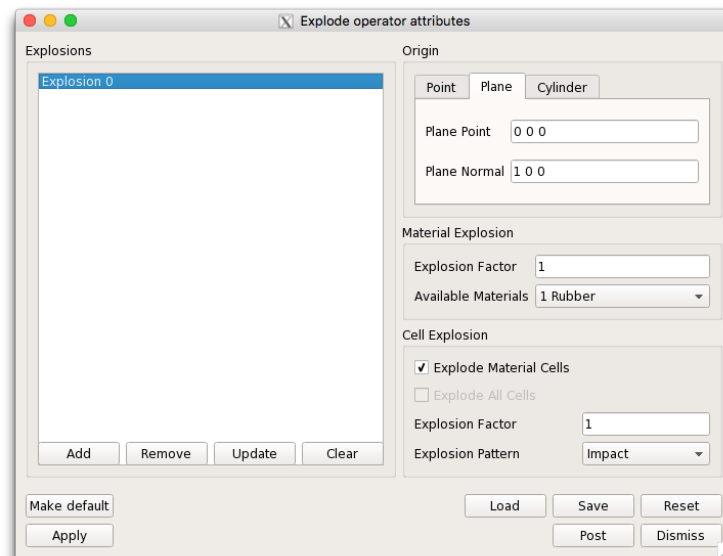 Explode operator attributes
Explosions
Explosion 0
Add Remove Update Clear
Origin
Point Plane Cylinder
Plane Point 0 0 0
Plane Normal 1 0 0
Material Explosion
Explosion Factor 1
Available Materials 1 Rubber
Cell Explosion
Explode Material Cells
Explode All Cells
Explosion Factor 1
Explosion Pattern Impact
Make default Load Save Reset
Apply Post Dismiss